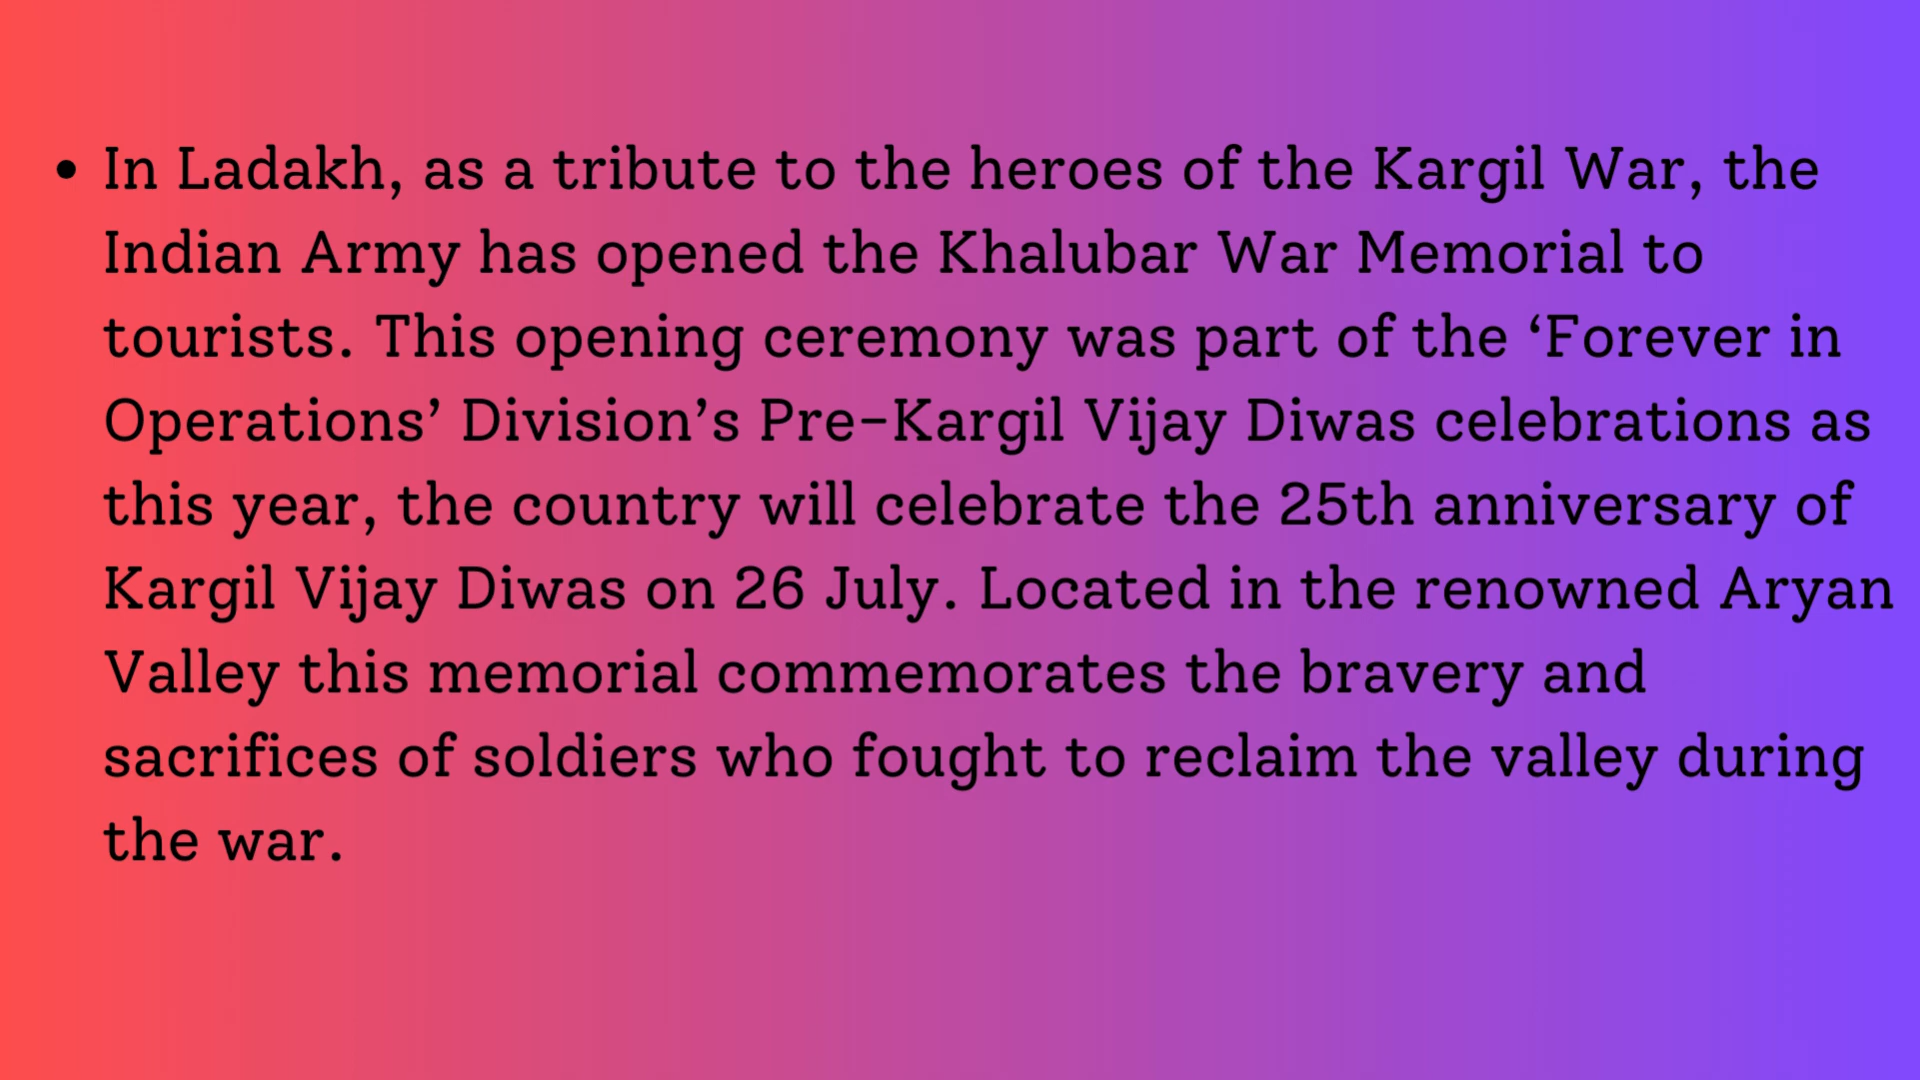 • In Ladakh, as a tribute to the heroes of the Kargil War, the
Indian Army has opened the Khalubar War Memorial to
tourists. This opening ceremony was part of the ‘Forever in
Operations’ Division’s Pre-Kargil Vijay Diwas celebrations as
this year, the country will celebrate the 25th anniversary of
Kargil Vijay Diwas on 26 July. Located in the renowned Aryan
Valley this memorial commemorates the bravery and
sacrifices of soldiers who fought to reclaim the valley during
the war.